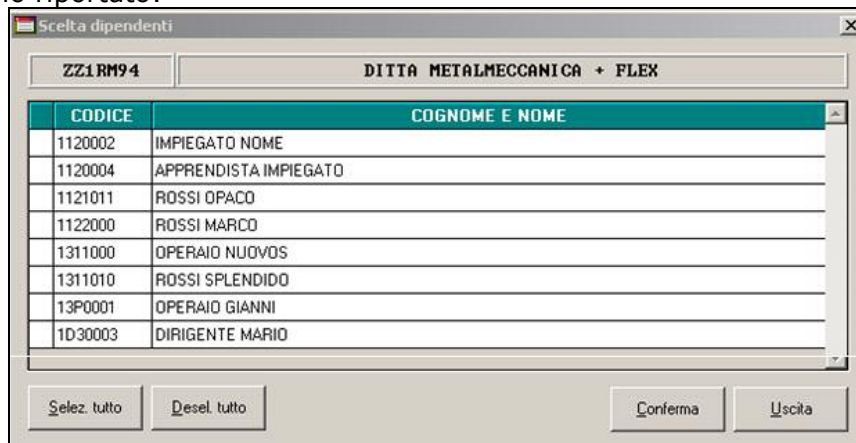 riportato:
Scelta dipendenti
ZZ1RM94 DITTA METALMECCANICA + FLEX
CODICE COGNOME E NOME
1120002 IMPIEGATO NOME
1120004 APPRENDISTA IMPIEGATO
1121011 ROSSI OPACO
1122000 ROSSI MARCO
1311000 OPERAIO NUOVOS
1311010 ROSSI SPLENDIDO
13P0001 OPERAIO GIANNI
1D30003 DIRIGENTE MARIO
Selez. tutto Desel. tutto Conferma Uscita